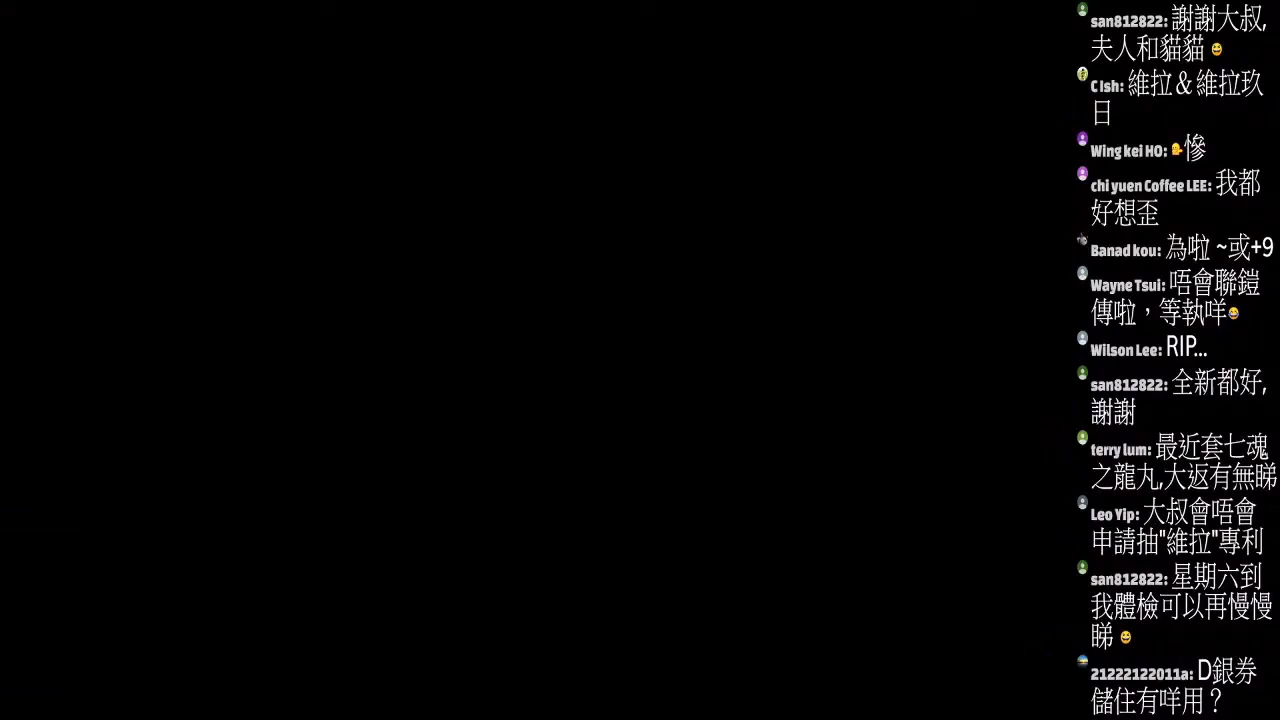 san812822: 謝謝大叔,
夫人和貓貓 😄
C Ish: 維拉＆維拉玖
日
Wing kei HO: 慘
chi yuen Coffee LEE: 我都
好想歪
Banad kou: 為啦 ~或+9
Wayne Tsui: 唔會聯鎧
傳啦，等執咩😄
Wilson Lee: RIP...
san812822: 全新都好,
謝謝
terry lum: 最近套七魂
之龍丸,大返有無睇
Leo Yip: 大叔會唔會
申請抽"維拉"專利
san812822: 星期六到
我體檢可以再慢慢
睇 😄
21222122011a: D銀券
儲住有咩用？